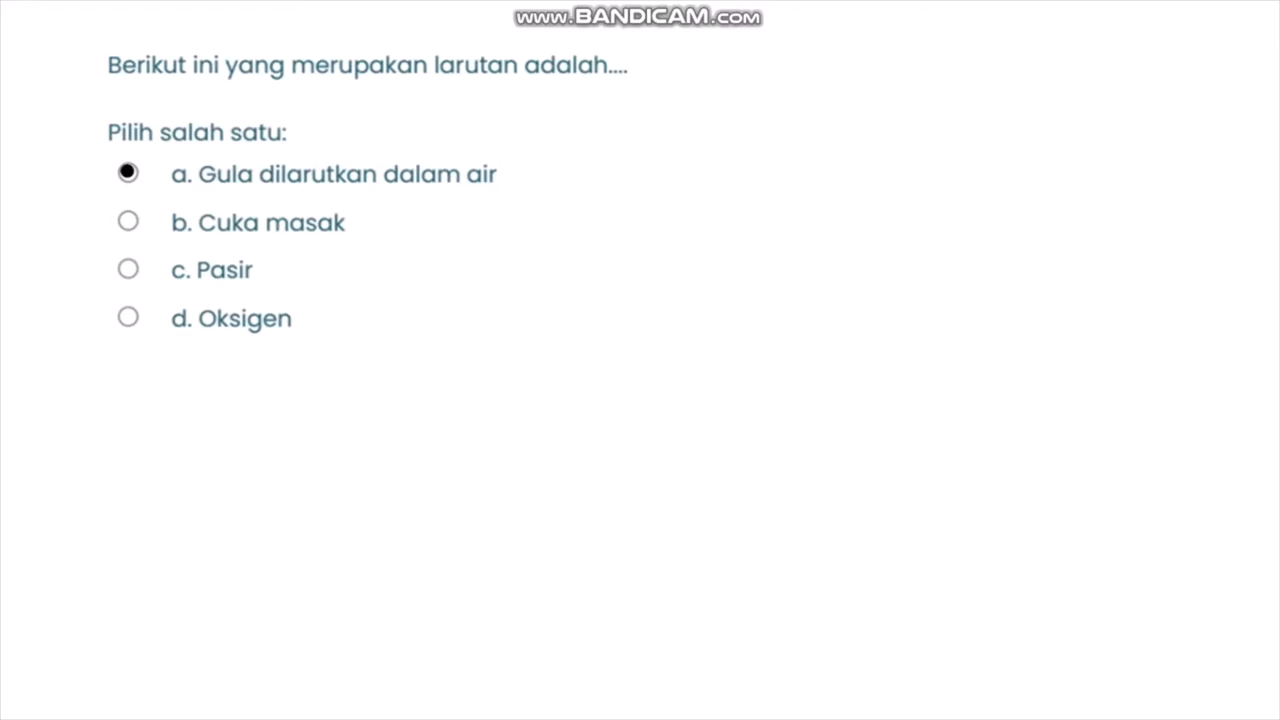 www.BANDICAM.com
Berikut ini yang merupakan larutan adalah....
Pilih salah satu:
a. Gula dilarutkan dalam air
b. Cuka masak
c. Pasir
d. Oksigen